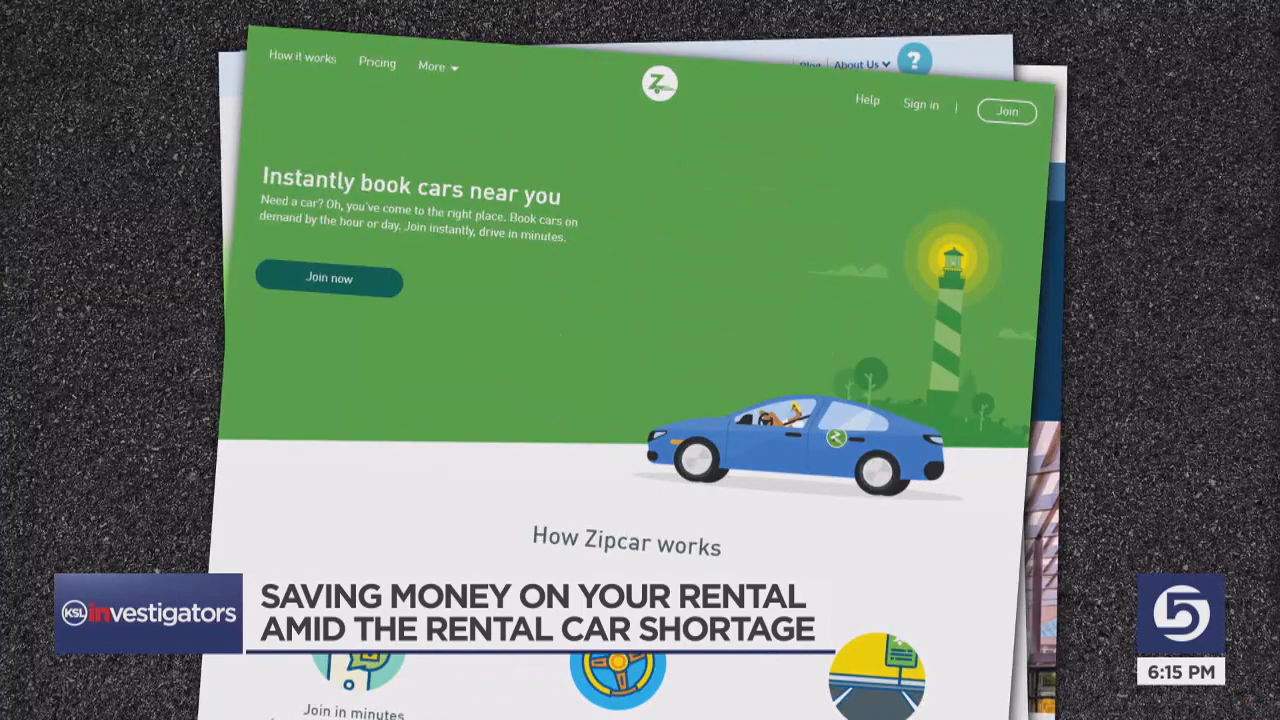 How it works
Pricing
More
Blog
About Us
?
Z
Help
Sign in
Join
Instantly book cars near you
Need a car? Oh, you've come to the right place. Book cars on
demand by the hour or day. Join instantly, drive in minutes.
Join now
Z
How Zipcar works
KSL investigators
SAVING MONEY ON YOUR RENTAL
AMID THE RENTAL CAR SHORTAGE
5
6:15 PM
Join in minutes